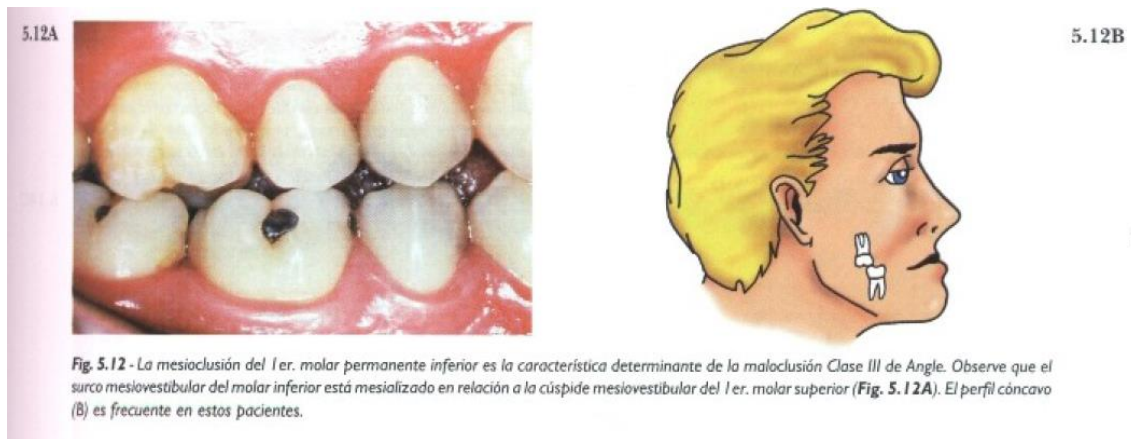 5.12A
5.12B
Fig. 5.12 - La mesioclusión del 1er. molar permanente inferior es la característica determinante de la maloclusión Clase III de Angle. Observe que el
surco mesiovestibular del molar inferior está mesializado en relación a la cúspide mesiovestibular del 1er. molar superior (Fig. 5.12A). El perfil cóncavo
(B) es frecuente en estos pacientes.